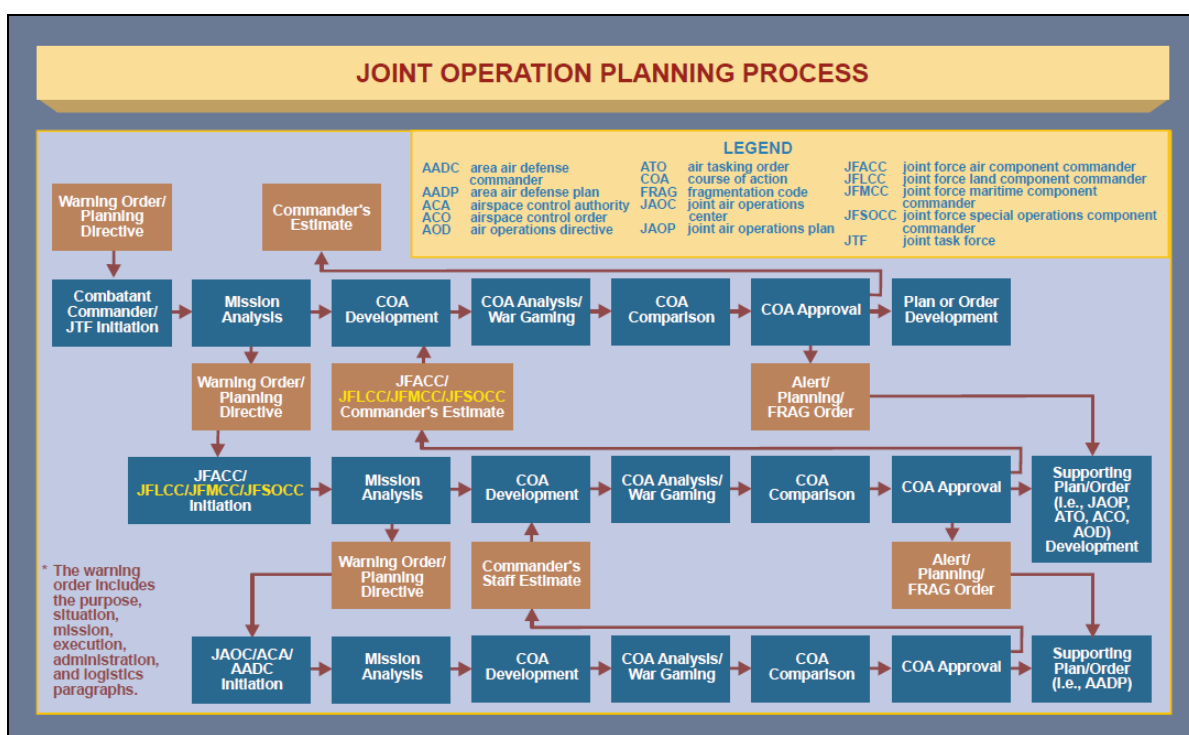 JOINT OPERATION PLANNING PROCESS
LEGEND
AADC area air defense
commander
AADP area air defense plan
ACA airspace control authority
ACO airspace control order
AOD air operations directive
ATO air tasking order
COA course of action
FRAG fragmentation code
JAOC joint air operations
center
JAOP joint air operations plan
JFACC joint force air component commander
JFLCC joint force land component commander
JFMCC joint force maritime component
commander
JFSOCC joint force special operations component
commander
JTF joint task force
Warning Order/
Planning
Directive
Commander's
Estimate
Combatant
Commander/
JTF Initiation
Mission
Analysis
COA
Development
COA Analysis/
War Gaming
COA
Comparison
COA Approval
Plan or Order
Development
Warning Order/
Planning
Directive
JFACC/
JFLCC/JFMCC/JFSOCC
Commander's Estimate
Alert/
Planning/
FRAG Order
JFACC/
JFLCC/JFMCC/JFSOCC
Initiation
Mission
Analysis
COA
Development
COA Analysis/
War Gaming
COA
Comparison
COA Approval
Supporting
Plan/Order
(i.e., JAOP,
ATO, ACO,
AOD)
Development
Warning Order/
Planning
Directive
Commander's
Staff Estimate
Alert/
Planning/
FRAG Order
* The warning
order includes
the purpose,
situation,
mission,
execution,
administration,
and logistics
paragraphs.
JAOC/ACA/
AADC
Initiation
Mission
Analysis
COA
Development
COA Analysis/
War Gaming
COA
Comparison
COA Approval
Supporting
Plan/Order
(i.e., AADP)